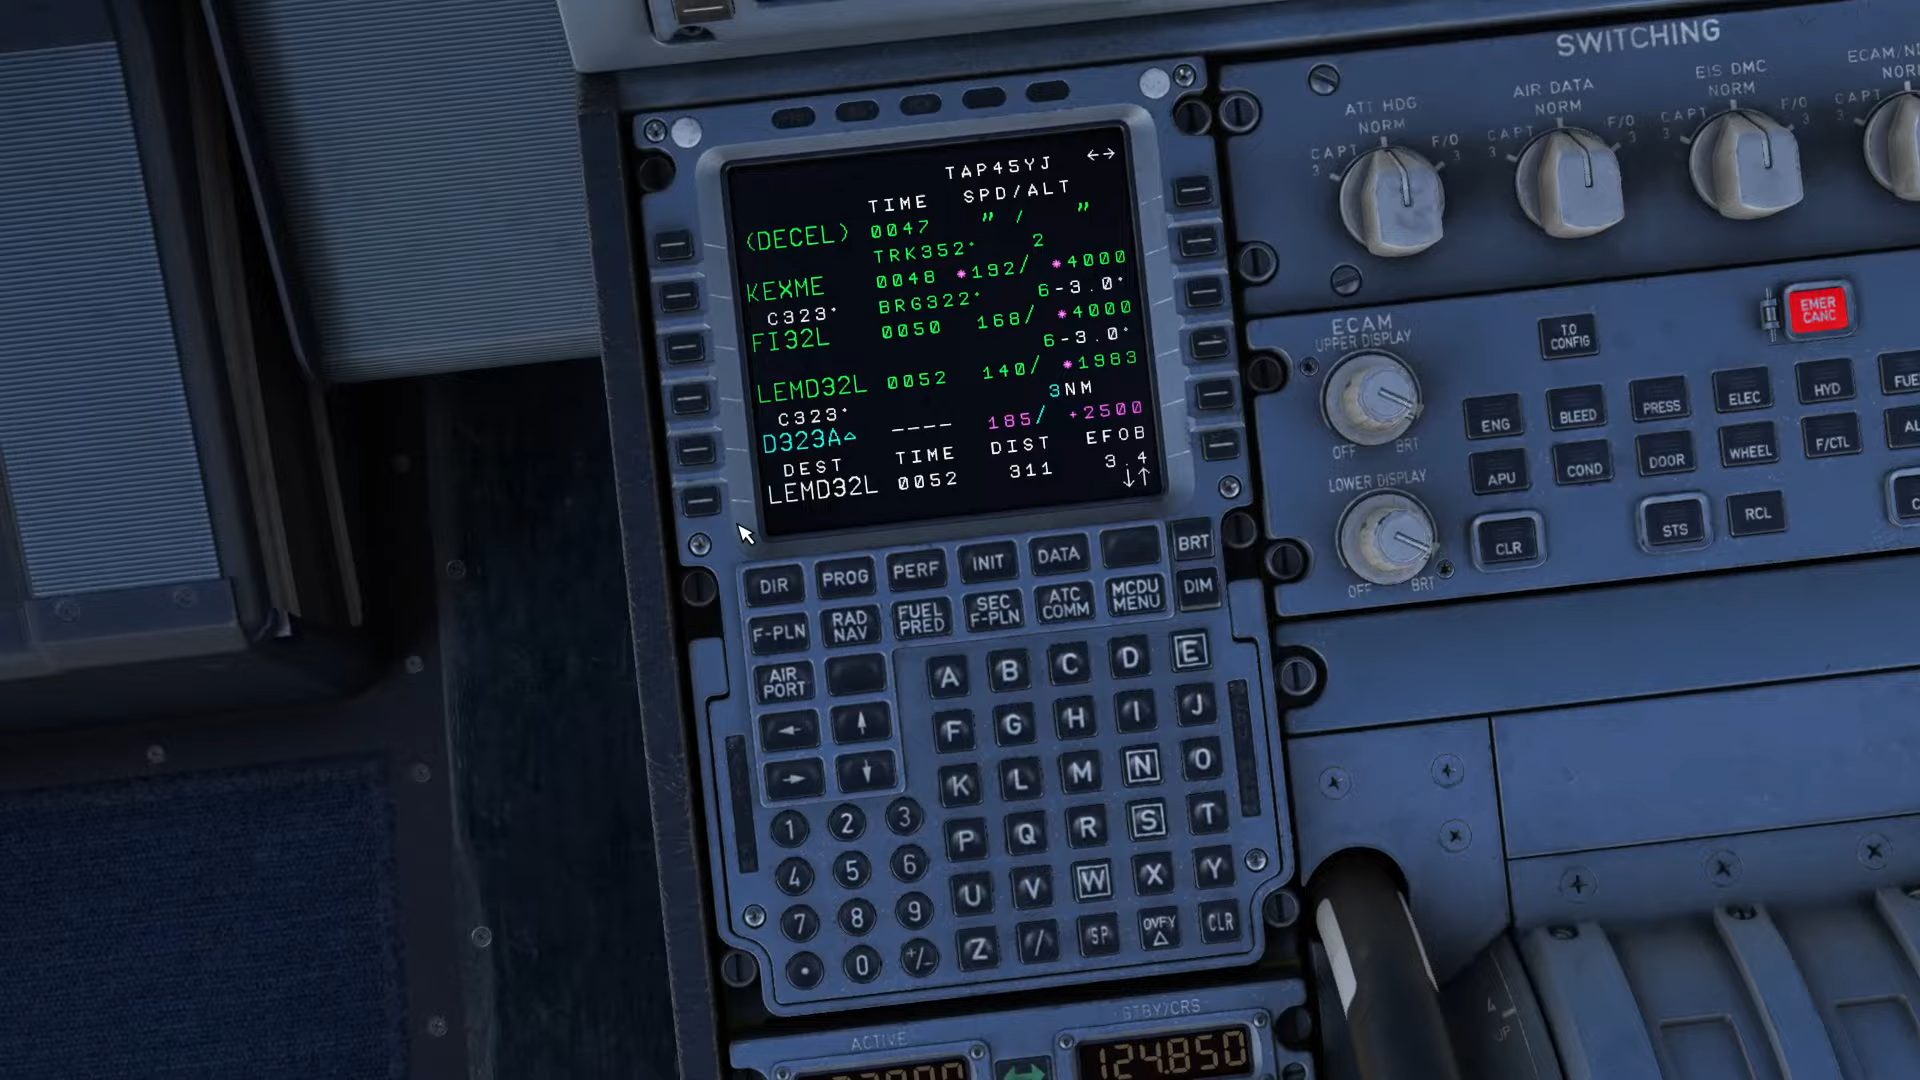 TAP45YJ ←→
TIME SPD/ALT
(DECEL) 0047 " / "
TRK352° 2
KEXME 0048 *192/ *4000
C323° BRG322° 6-3.0°
FI32L 0050 168/ *4000
6-3.0°
LEMD32L 0052 140/ *1983
C323° 3NM
D323A△ ---- 185/ +2500
DEST TIME DIST EFOB
LEMD32L 0052 311 3.4
↓↑
DIR PROG PERF INIT DATA BRT
F-PLN RAD NAV FUEL PRED SEC F-PLN ATC COMM MCDU MENU DIM
AIR PORT
← ↑
→ ↓
A B C D E
F G H I J
K L M N O
P Q R S T
U V W X Y
Z / SP OVFY △ CLR
1 2 3
4 5 6
7 8 9
. 0 +/-
ACTIVE
STBY/CRS
124.850
SWITCHING
ATT HDG
NORM
CAPT 3 F/O 3
AIR DATA
NORM
CAPT 3 F/O 3
EIS DMC
NORM
CAPT 3 F/O 3
ECAM/ND
NORM
CAPT 3
ECAM
UPPER DISPLAY
OFF BRT
LOWER DISPLAY
OFF BRT
T.O CONFIG
EMER CANC
ENG BLEED PRESS ELEC HYD FUE
APU COND DOOR WHEEL F/CTL AL
CLR STS RCL C
4